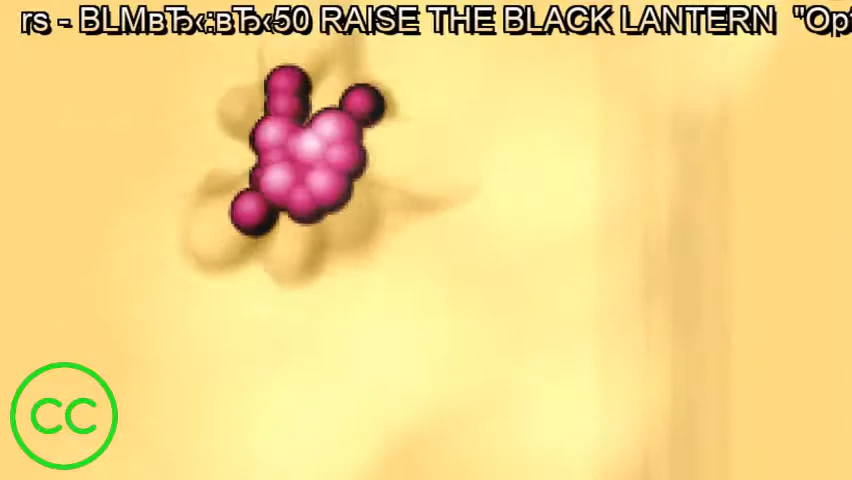 rs - BLMвЂ‹:вЂ‹50 RAISE THE BLACK LANTERN "Op
CC